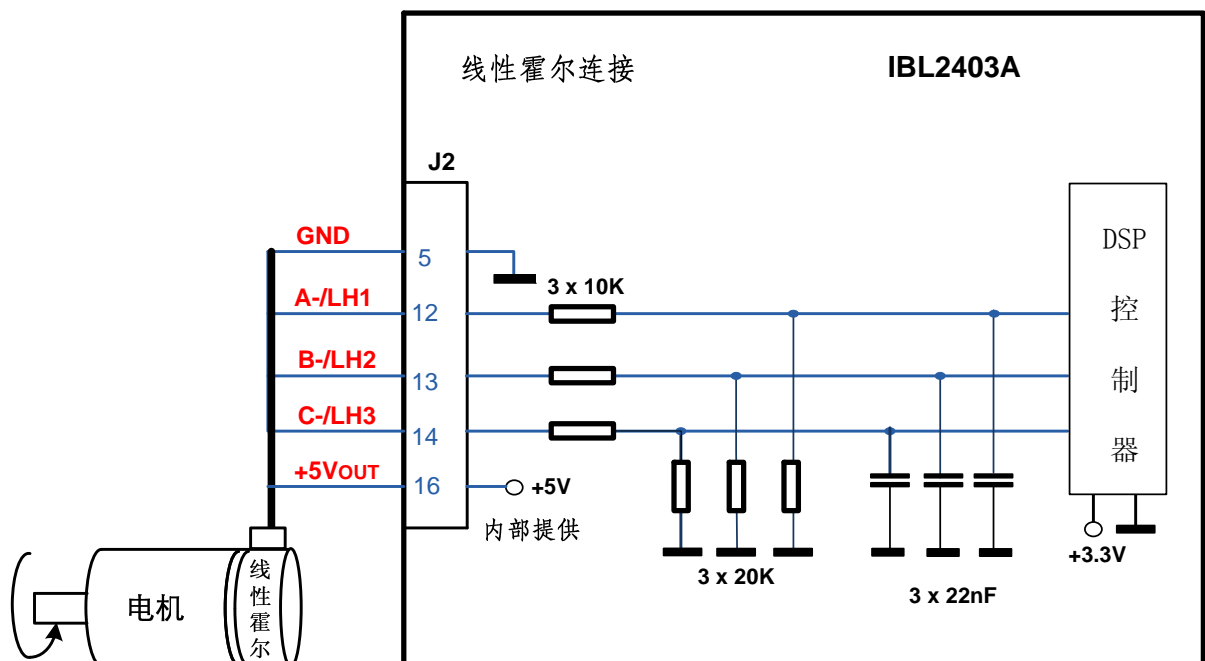 线性霍尔连接
IBL2403A
J2
GND
5
DSP
控
制
器
3 x 10K
A-/LH1
12
B-/LH2
13
C-/LH3
14
+5VOUT
16
+5V
内部提供
3 x 20K
3 x 22nF
+3.3V
电机
线
性
霍
尔